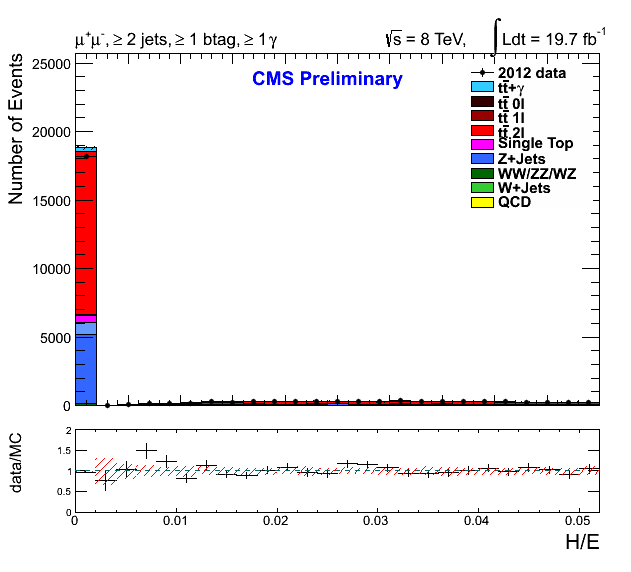 μ⁺μ⁻, ≥ 2 jets, ≥ 1 btag, ≥ 1 γ
√s = 8 TeV, ∫ Ldt = 19.7 fb⁻¹
CMS Preliminary
2012 data
tt̄+γ
tt̄ 0l
tt̄ 1l
tt̄ 2l
Single Top
Z+Jets
WW/ZZ/WZ
W+Jets
QCD
Number of Events
25000
20000
15000
10000
5000
0
data/MC
2
1.5
1
0.5
0
0 0.01 0.02 0.03 0.04 0.05
H/E